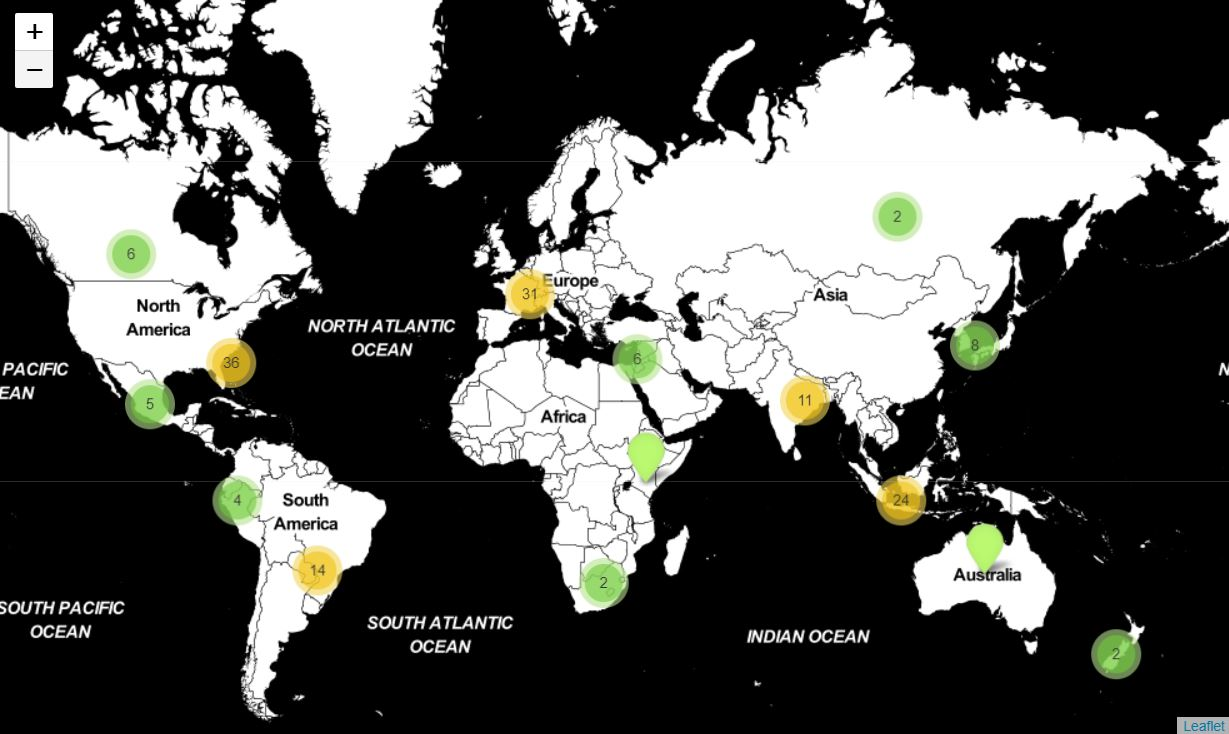 +
−
6
2
31
Europe
Asia
North
America
NORTH ATLANTIC
OCEAN
36
6
8
PACIFIC
EAN
N
5
11
Africa
4
South
America
24
14
2
Australia
SOUTH PACIFIC
OCEAN
SOUTH ATLANTIC
OCEAN
INDIAN OCEAN
2
Leaflet